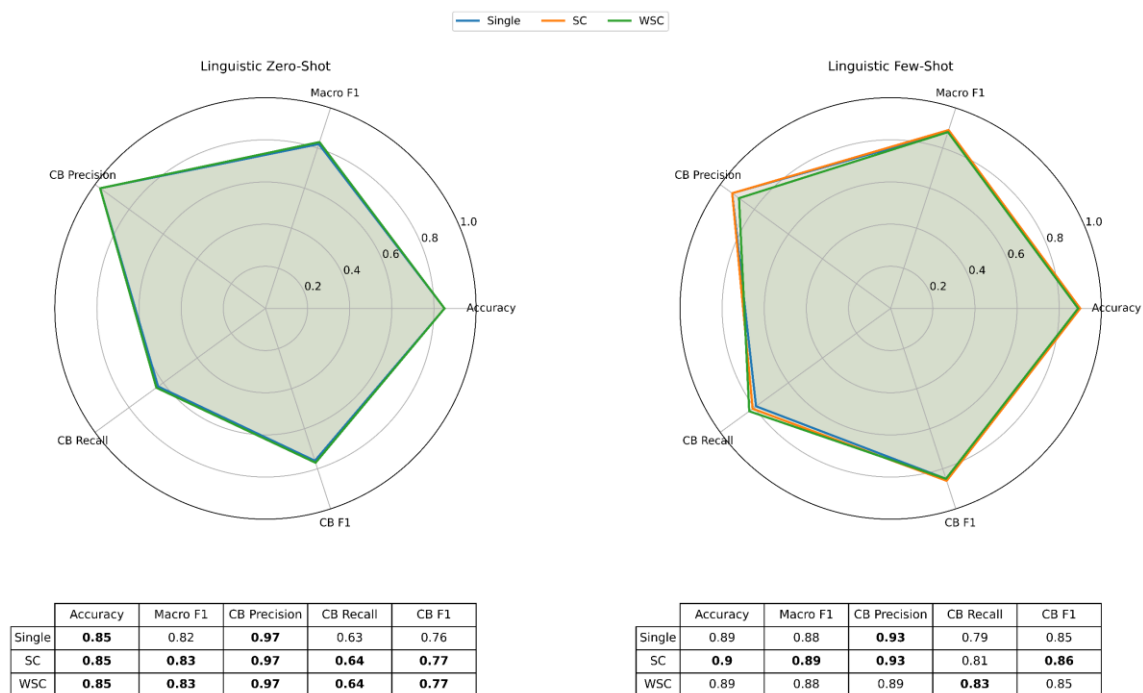 Single SC WSC
Linguistic Zero-Shot
Macro F1
CB Precision
1.0
0.8
0.6
0.4
0.2
Accuracy
CB Recall
CB F1
Linguistic Few-Shot
Macro F1
CB Precision
1.0
0.8
0.6
0.4
0.2
Accuracy
CB Recall
CB F1
Accuracy Macro F1 CB Precision CB Recall CB F1
Single 0.85 0.82 0.97 0.63 0.76
SC 0.85 0.83 0.97 0.64 0.77
WSC 0.85 0.83 0.97 0.64 0.77
Accuracy Macro F1 CB Precision CB Recall CB F1
Single 0.89 0.88 0.93 0.79 0.85
SC 0.9 0.89 0.93 0.81 0.86
WSC 0.89 0.88 0.89 0.83 0.85